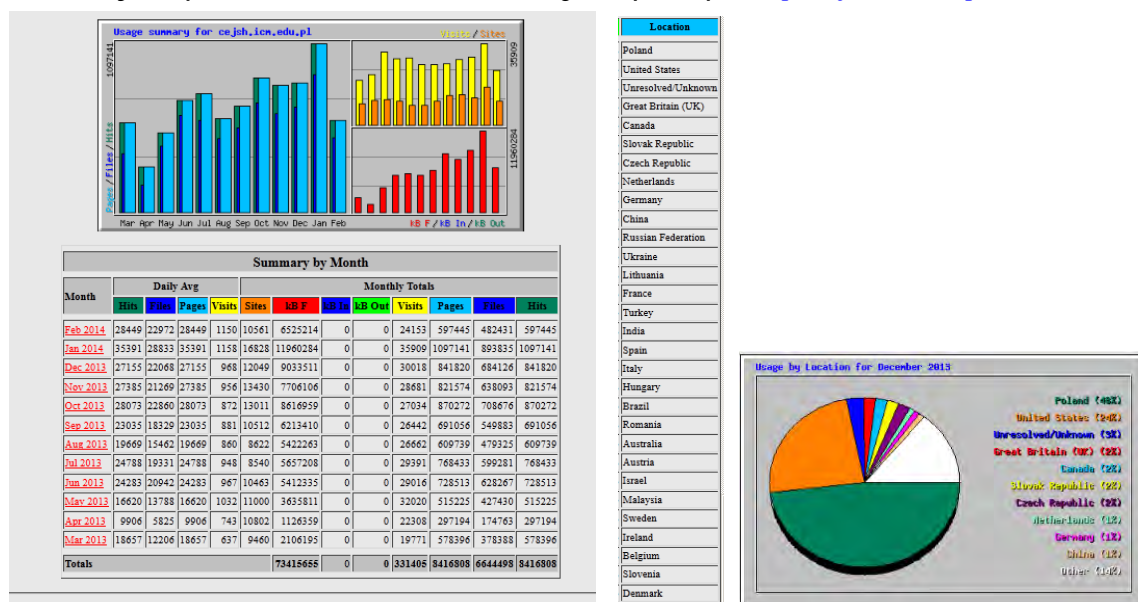 Usage summary for cejsh.icm.edu.pl
Visits/Sites
1097141
35909
Pages/Files/Hits
11960284
Mar Apr May Jun Jul Aug Sep Oct Nov Dec Jan Feb
kB F/kB In/kB Out
Summary by Month
Month Daily Avg Monthly Totals
Hits Files Pages Visits Sites kB F kB In kB Out Visits Pages Files Hits
Feb 2014 28449 22972 28449 1150 10561 6525214 0 0 24153 597445 482431 597445
Jan 2014 35391 28833 35391 1158 16828 11960284 0 0 35909 1097141 893835 1097141
Dec 2013 27155 22068 27155 968 12049 9033511 0 0 30018 841820 684126 841820
Nov 2013 27385 21269 27385 956 13430 7706106 0 0 28681 821574 638093 821574
Oct 2013 28073 22860 28073 872 13011 8616959 0 0 27034 870272 708676 870272
Sep 2013 23035 18329 23035 881 10512 6213410 0 0 26442 691056 549883 691056
Aug 2013 19669 15462 19669 860 8622 5422263 0 0 26662 609739 479325 609739
Jul 2013 24788 19331 24788 948 8540 5657208 0 0 29391 768433 599281 768433
Jun 2013 24283 20942 24283 967 10463 5412335 0 0 29016 728513 628267 728513
May 2013 16620 13788 16620 1032 11000 3635811 0 0 32020 515225 427430 515225
Apr 2013 9906 5825 9906 743 10802 1126359 0 0 22308 297194 174763 297194
Mar 2013 18657 12206 18657 637 9460 2106195 0 0 19771 578396 378388 578396
Totals 73415655 0 0 331405 8416808 6644498 8416808
Location
Poland
United States
Unresolved/Unknown
Great Britain (UK)
Canada
Slovak Republic
Czech Republic
Netherlands
Germany
China
Russian Federation
Ukraine
Lithuania
France
Turkey
India
Spain
Italy
Hungary
Brazil
Romania
Australia
Austria
Israel
Malaysia
Sweden
Ireland
Belgium
Slovenia
Denmark
Usage by Location for December 2013
Poland (48%)
United States (24%)
Unresolved/Unknown (3%)
Great Britain (UK) (2%)
Canada (2%)
Slovak Republic (2%)
Czech Republic (2%)
Netherlands (1%)
Germany (1%)
China (1%)
Other (14%)